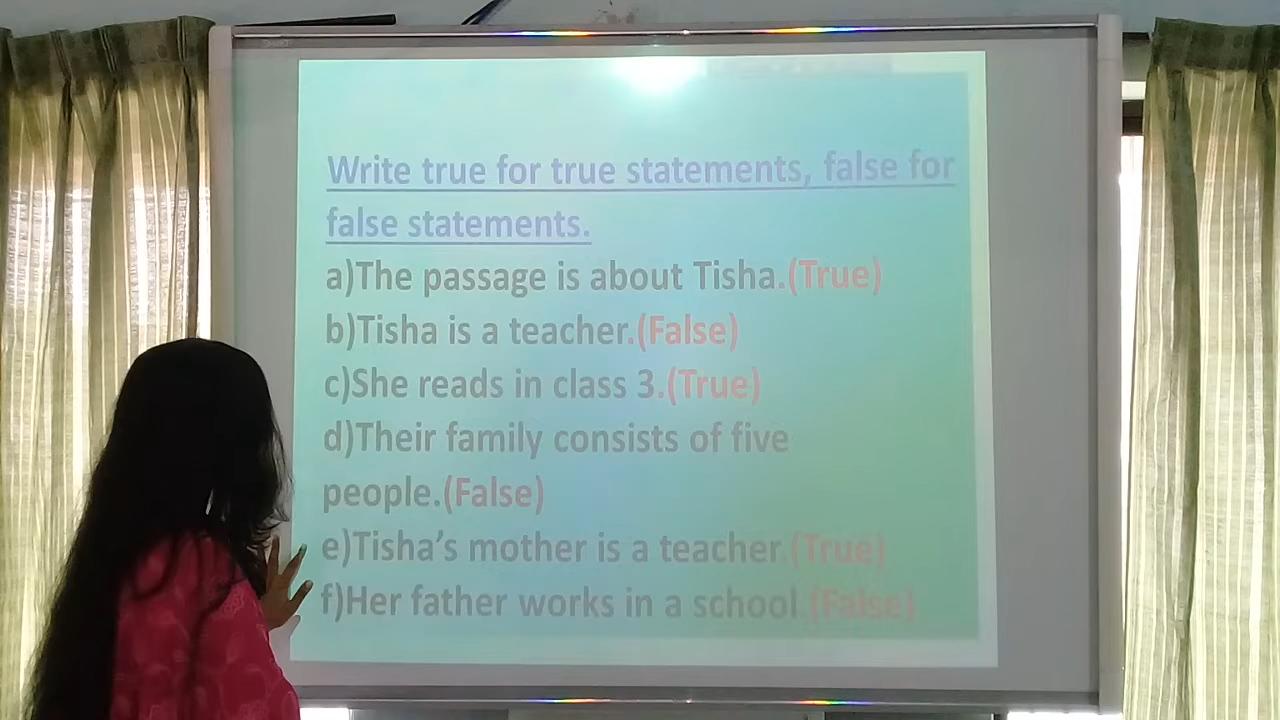 Write true for true statements, false for
false statements.
a)The passage is about Tisha.(True)
b)Tisha is a teacher.(False)
c)She reads in class 3.(True)
d)Their family consists of five
people.(False)
e)Tisha's mother is a teacher.(True)
f)Her father works in a school.(False)